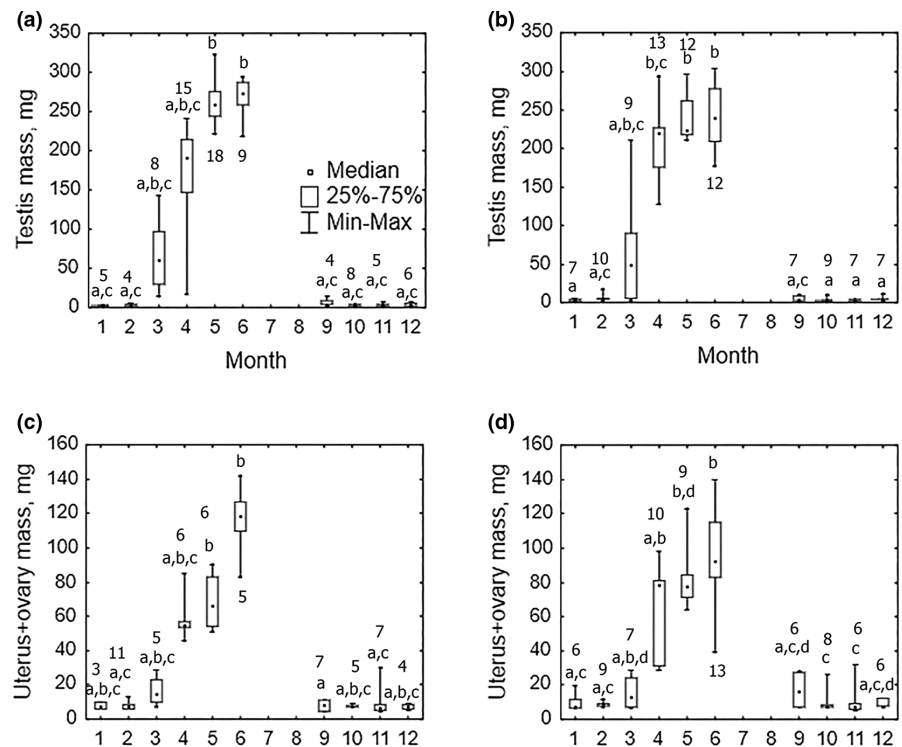 (a)
350
300
250
200
150
100
50
0
Testis mass, mg
5
a,c
4
a,c
8
a,b,c
15
a,b,c
b
18
b
9
Median
25%-75%
Min-Max
4
a,c
8
a,c
5
a,c
6
a,c
1 2 3 4 5 6 7 8 9 10 11 12
Month
(b)
350
300
250
200
150
100
50
0
Testis mass, mg
7
a
10
a,c
9
a,b,c
13
b,c
12
b
b
12
7
a,c
9
a
7
a
7
a
1 2 3 4 5 6 7 8 9 10 11 12
Month
(c)
160
140
120
100
80
60
40
20
0
Uterus+ovary mass, mg
3
a,b,c
11
a,c
5
a,b,c
6
a,b,c
6
b
b
5
7
a
5
a,b,c
7
a,c
4
a,b,c
1 2 3 4 5 6 7 8 9 10 11 12
(d)
160
140
120
100
80
60
40
20
0
Uterus+ovary mass, mg
6
a,c
9
a,c
7
a,b,d
10
a,b
9
b,d
b
13
6
a,c,d
8
c
6
c
6
a,c,d
1 2 3 4 5 6 7 8 9 10 11 12